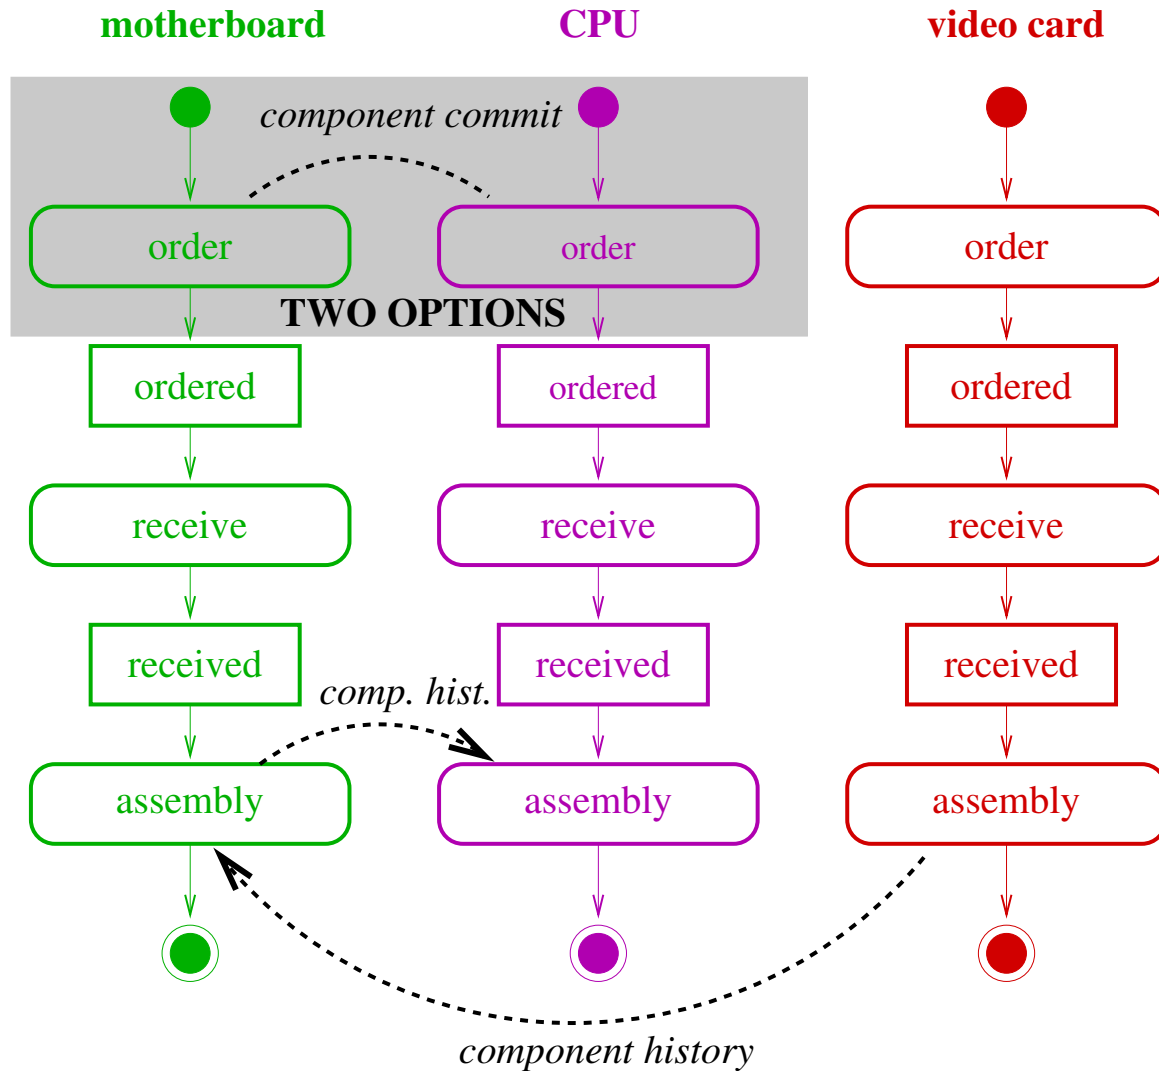 motherboard CPU video card
component commit
order order order
TWO OPTIONS
ordered ordered ordered
receive receive receive
received received received
comp. hist.
assembly assembly assembly
component history